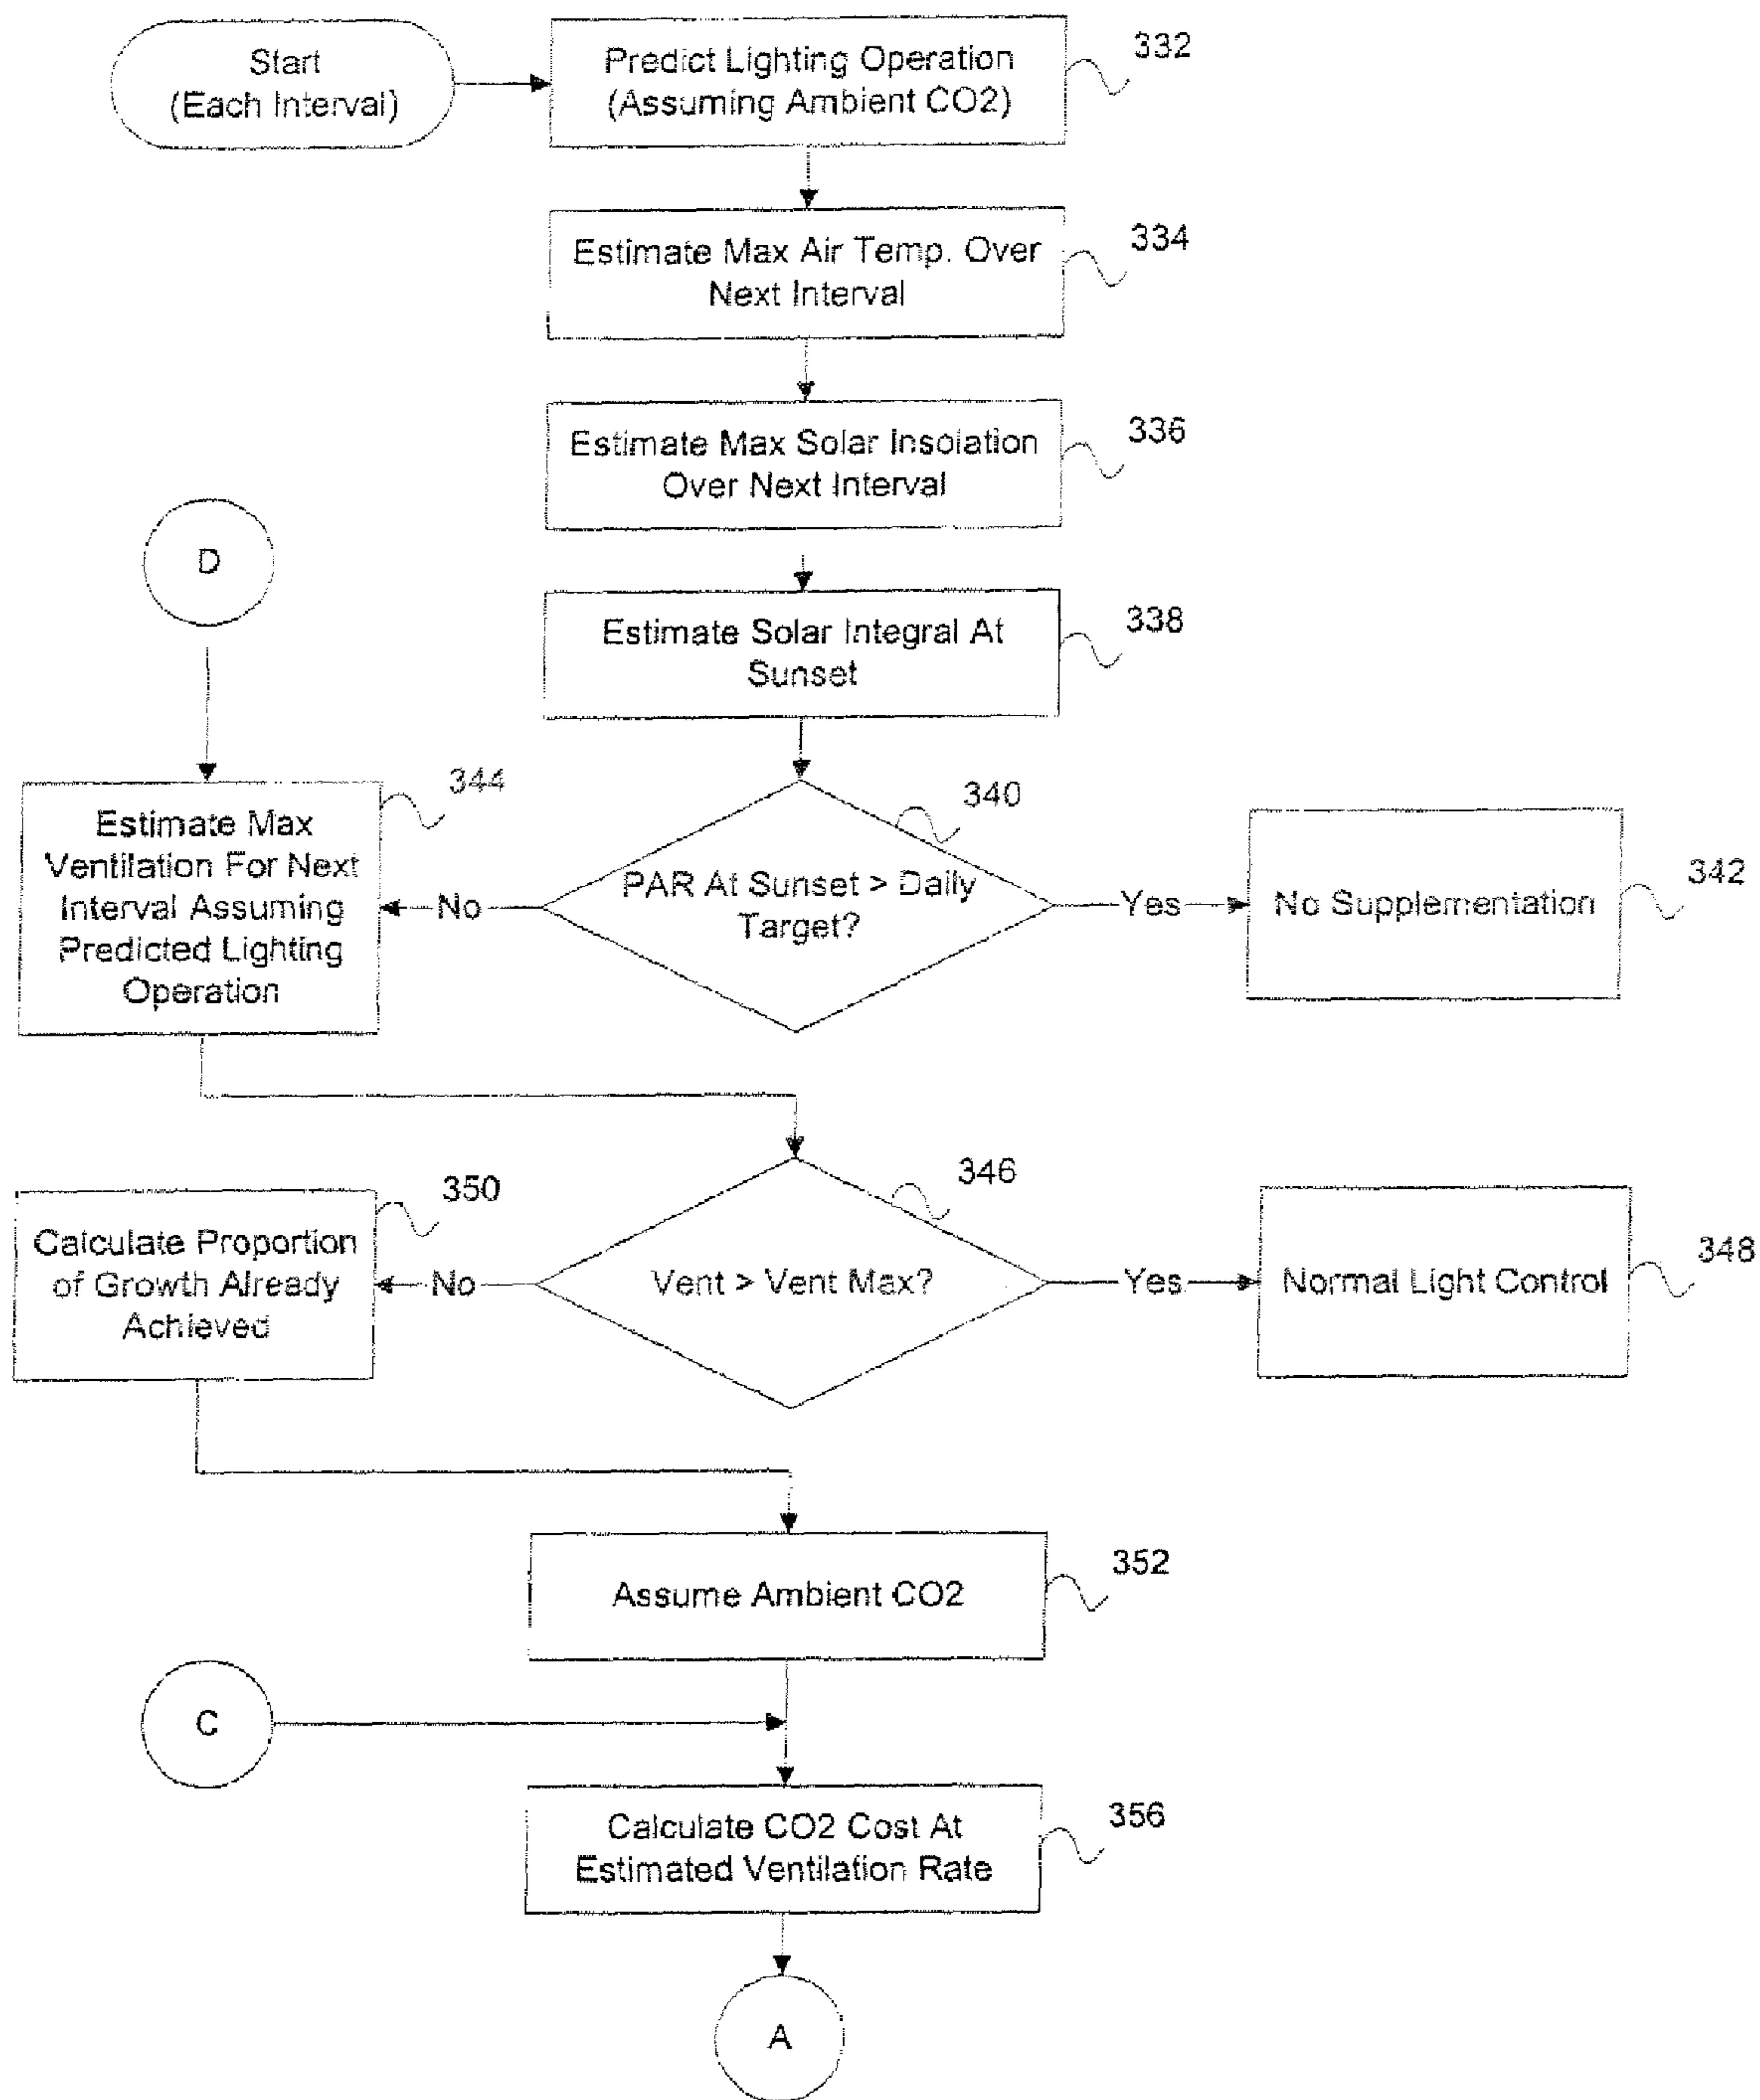 Start
(Each Interval)
Predict Lighting Operation
(Assuming Ambient CO2)
332
Estimate Max Air Temp. Over
Next Interval
334
Estimate Max Solar Insolation
Over Next Interval
336
D
Estimate Solar Integral At
Sunset
338
Estimate Max
Ventilation For Next
Interval Assuming
Predicted Lighting
Operation
344
No
PAR At Sunset > Daily
Target?
340
Yes
No Supplementation
342
Calculate Proportion
of Growth Already
Achieved
350
No
Vent > Vent Max?
346
Yes
Normal Light Control
348
Assume Ambient CO2
352
C
Calculate CO2 Cost At
Estimated Ventilation Rate
356
A